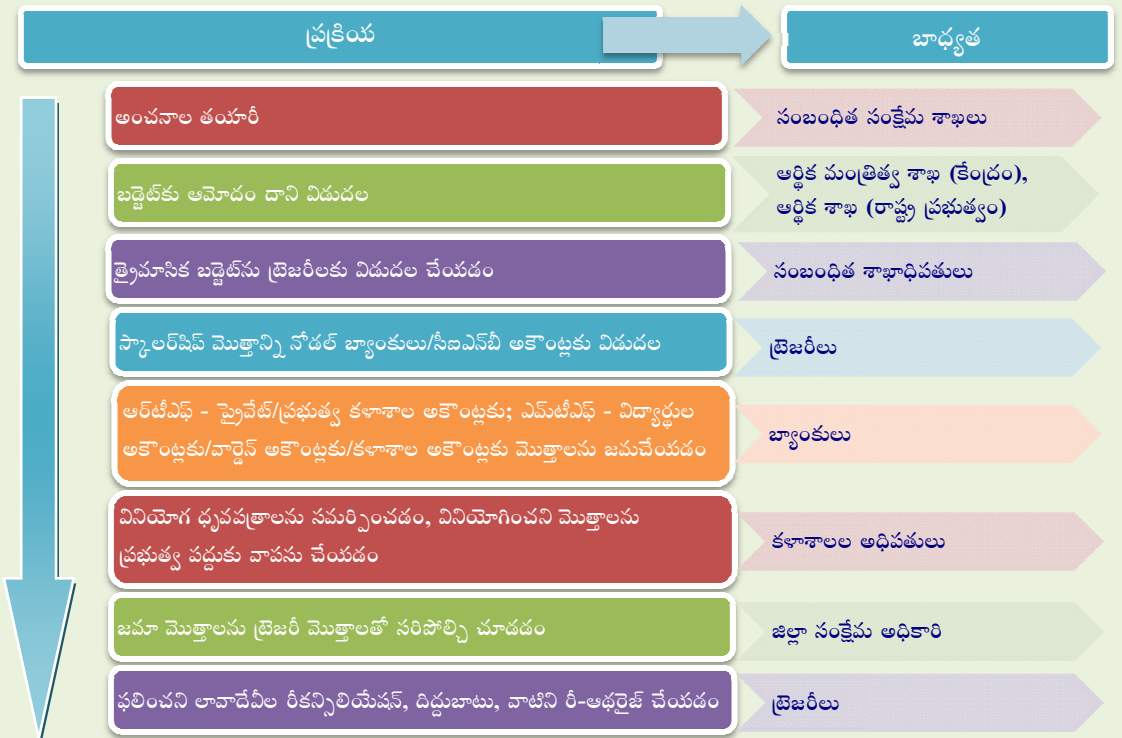 ప్రక్రియ
బాధ్యత
అంచనాల తయారీ
సంబంధిత సంక్షేమ శాఖలు
బడ్జెట్‌కు ఆమోదం దాని విడుదల
ఆర్థిక మంత్రిత్వ శాఖ (కేంద్రం),
ఆర్థిక శాఖ (రాష్ట్ర ప్రభుత్వం)
త్రైమాసిక బడ్జెట్‌ను ట్రెజరీలకు విడుదల చేయడం
సంబంధిత శాఖాధిపతులు
స్కాలర్‌షిప్ మొత్తాన్ని నోడల్ బ్యాంకులు/సీఐఎన్‌బీ అకౌంట్లకు విడుదల
ట్రెజరీలు
ఆర్‌టీఎఫ్ - ప్రైవేట్/ప్రభుత్వ కళాశాల అకౌంట్లకు; ఎమ్‌టీఎఫ్ - విద్యార్థుల
అకౌంట్లకు/వార్డెన్ అకౌంట్లకు/కళాశాల అకౌంట్లకు మొత్తాలను జమచేయడం
బ్యాంకులు
వినియోగ ధృవపత్రాలను సమర్పించడం, వినియోగించని మొత్తాలను
ప్రభుత్వ పద్దుకు వాపసు చేయడం
కళాశాలల అధిపతులు
జమా మొత్తాలను ట్రెజరీ మొత్తాలతో సరిపోల్చి చూడడం
జిల్లా సంక్షేమ అధికారి
ఫలించని లావాదేవీల రీకన్సిలియేషన్, దిద్దుబాటు, వాటిని రీ-ఆథరైజ్ చేయడం
ట్రెజరీలు